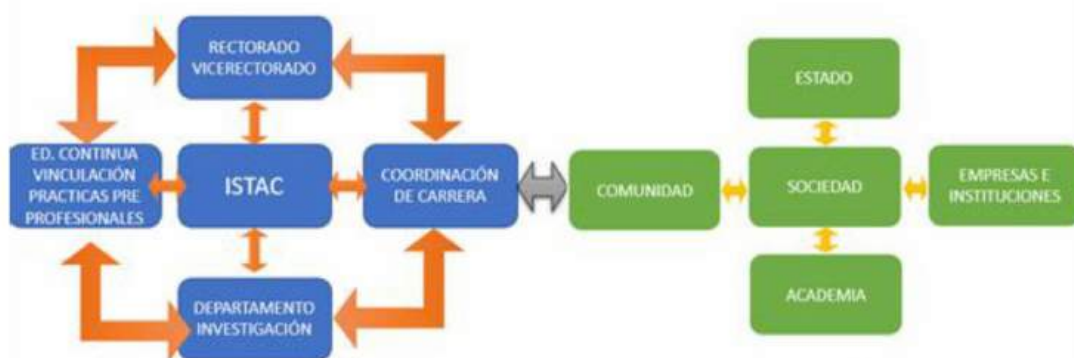 RECTORADO
VICERECTORADO
ESTADO
ED. CONTINUA
VINCULACIÓN
PRACTICAS PRE
PROFESIONALES
ISTAC
COORDINACIÓN
DE CARRERA
COMUNIDAD
SOCIEDAD
EMPRESAS E
INSTITUCIONES
DEPARTAMENTO
INVESTIGACIÓN
ACADEMIA